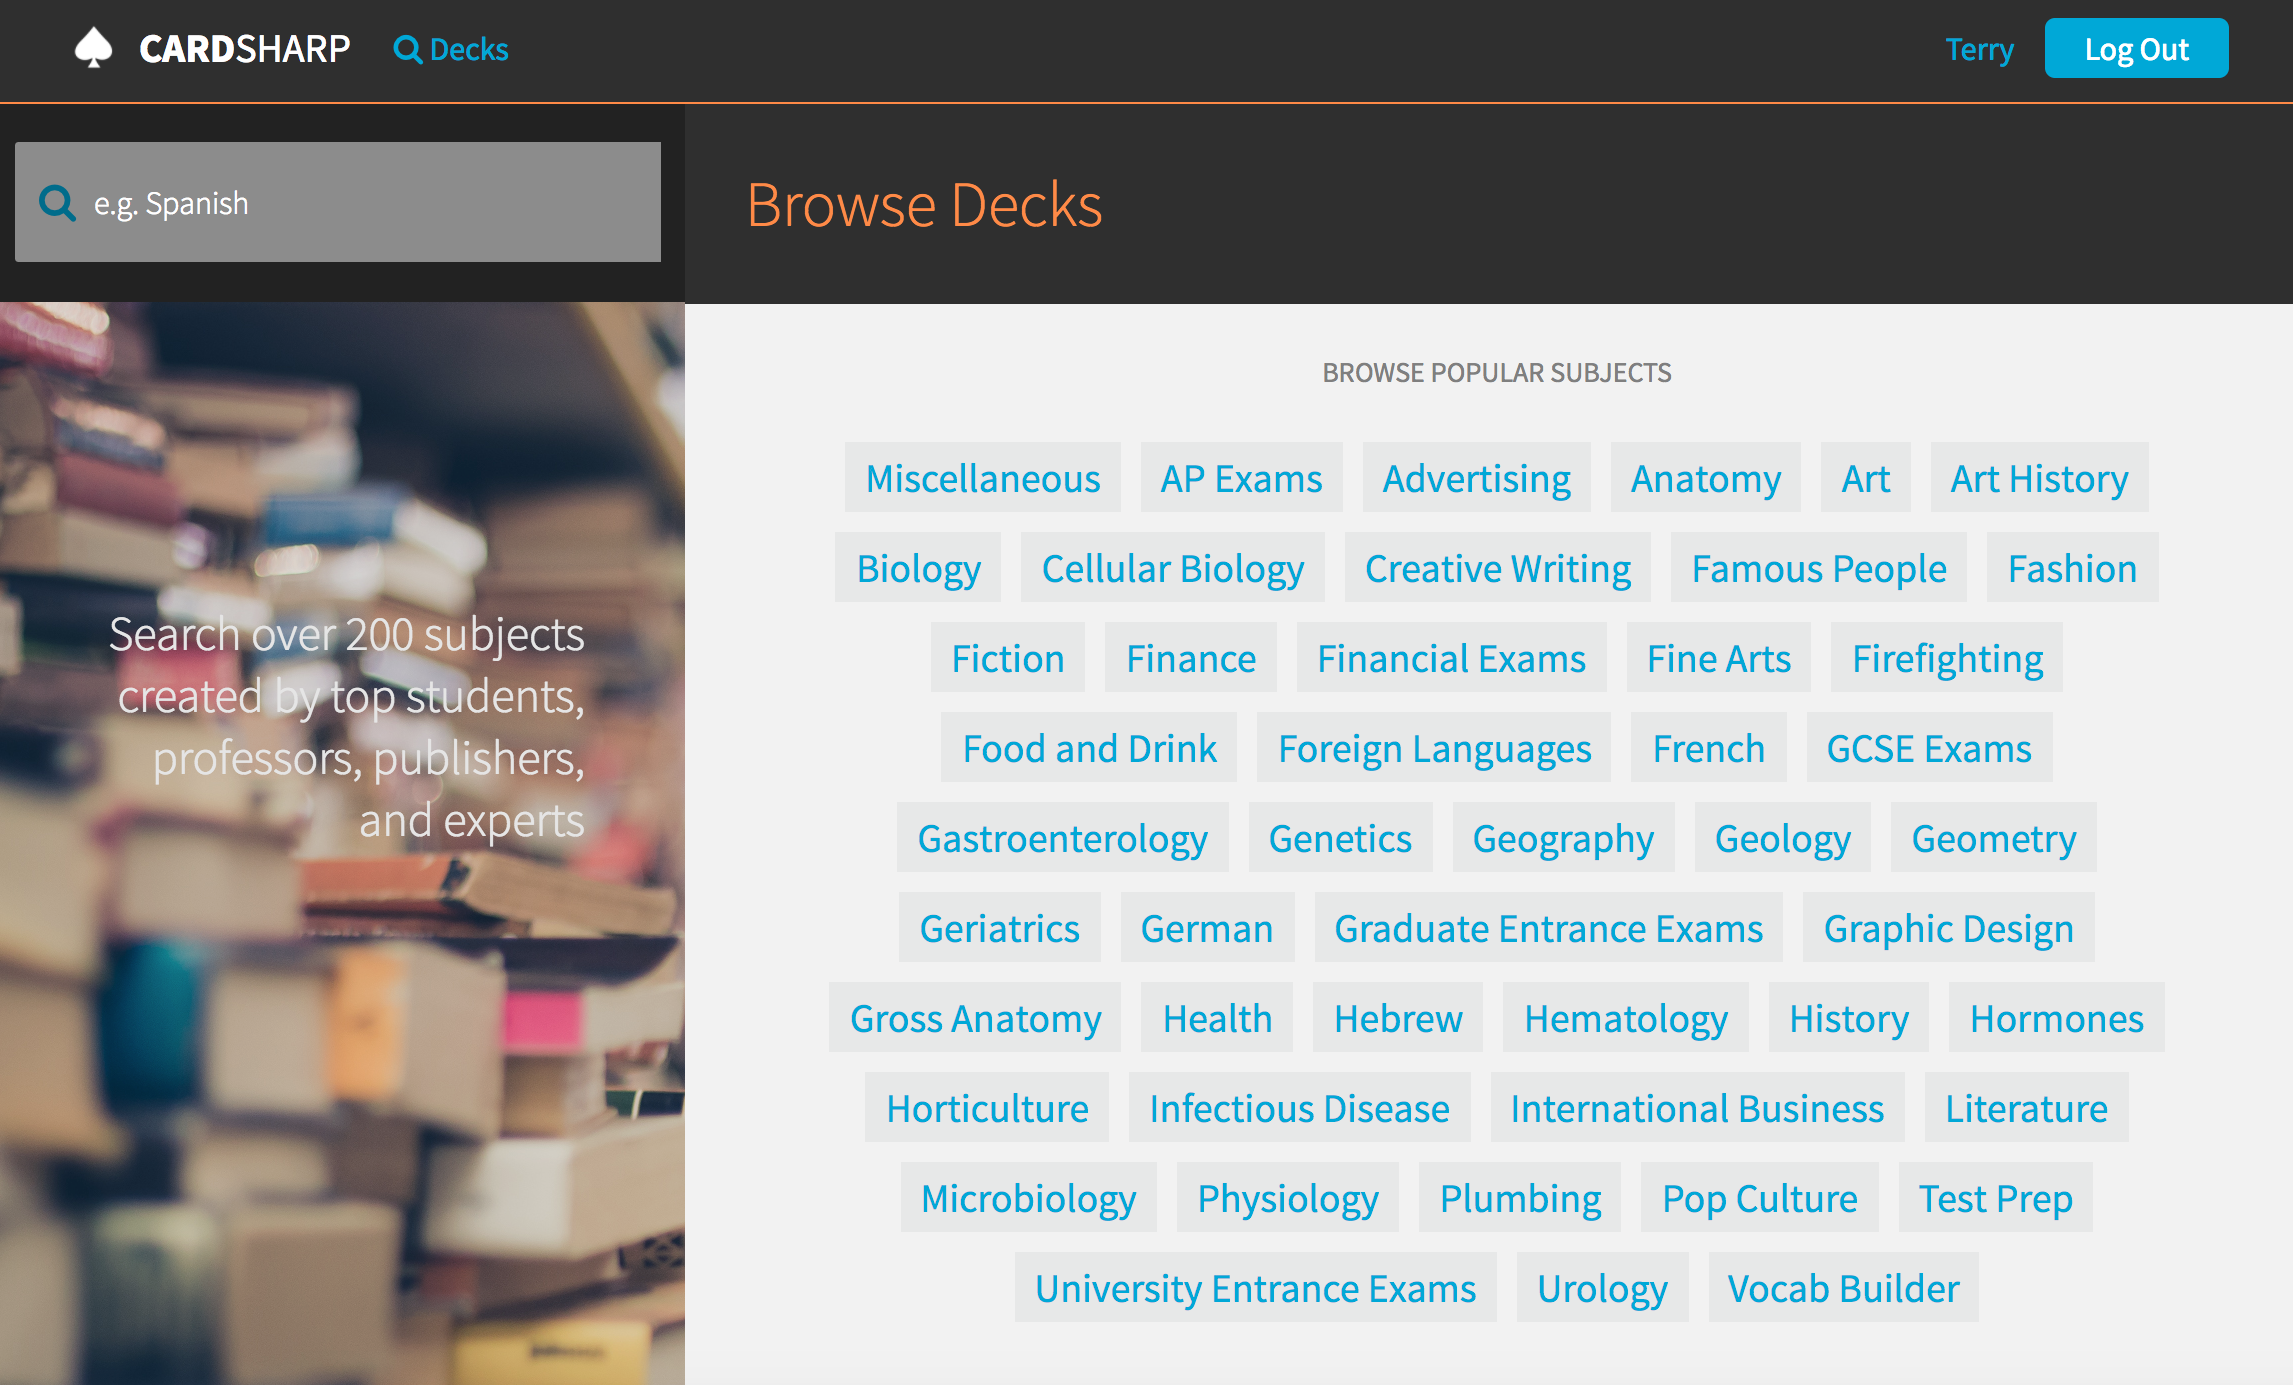 CARDSHARP Decks Terry Log Out
e.g. Spanish
Browse Decks
Search over 200 subjects
created by top students,
professors, publishers,
and experts
BROWSE POPULAR SUBJECTS
Miscellaneous AP Exams Advertising Anatomy Art Art History
Biology Cellular Biology Creative Writing Famous People Fashion
Fiction Finance Financial Exams Fine Arts Firefighting
Food and Drink Foreign Languages French GCSE Exams
Gastroenterology Genetics Geography Geology Geometry
Geriatrics German Graduate Entrance Exams Graphic Design
Gross Anatomy Health Hebrew Hematology History Hormones
Horticulture Infectious Disease International Business Literature
Microbiology Physiology Plumbing Pop Culture Test Prep
University Entrance Exams Urology Vocab Builder